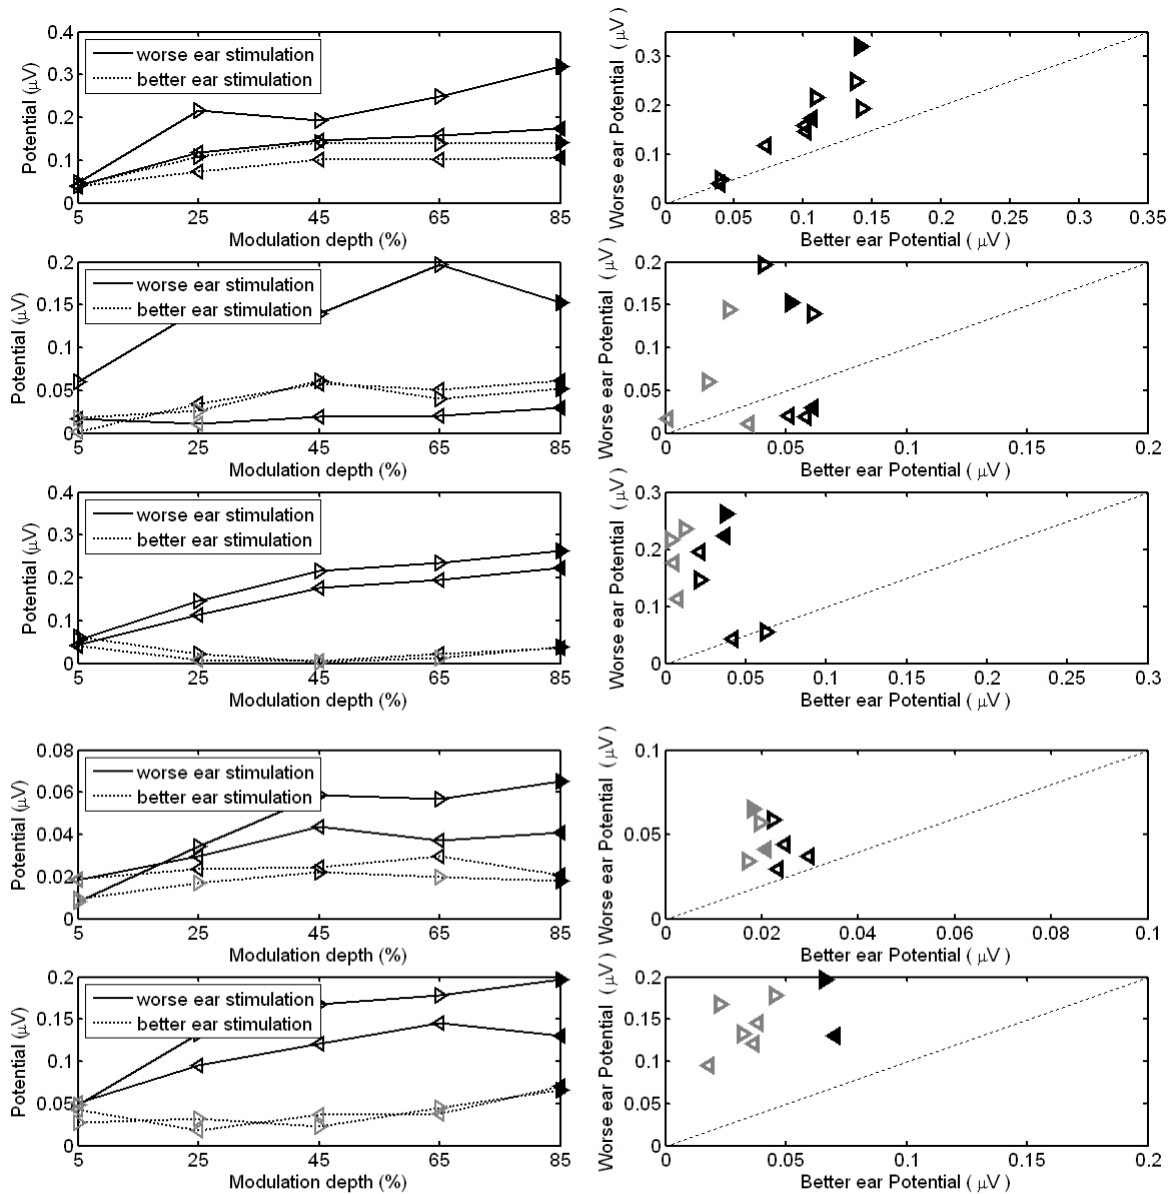 0.4
0.3
0.2
0.1
0
Potential (μV)
worse ear stimulation
better ear stimulation
5 25 45 65 85
Modulation depth (%)
0.3
0.2
0.1
0
Worse ear Potential (μV)
0 0.05 0.1 0.15 0.2 0.25 0.3 0.35
Better ear Potential ( μV )
0.2
0.15
0.1
0.05
0
Potential (μV)
worse ear stimulation
better ear stimulation
5 25 45 65 85
Modulation depth (%)
0.2
0.15
0.1
0.05
0
Worse ear Potential (μV)
0 0.05 0.1 0.15 0.2
Better ear Potential ( μV )
0.4
0.3
0.2
0.1
0
Potential (μV)
worse ear stimulation
better ear stimulation
5 25 45 65 85
Modulation depth (%)
0.3
0.2
0.1
0
Worse ear Potential (μV)
0 0.05 0.1 0.15 0.2 0.25 0.3
Better ear Potential ( μV )
0.08
0.06
0.04
0.02
0
Potential (μV)
worse ear stimulation
better ear stimulation
5 25 45 65 85
Modulation depth (%)
0.1
0.05
0
Worse ear Potential (μV)
0 0.02 0.04 0.06 0.08 0.1
Better ear Potential ( μV )
0.2
0.15
0.1
0.05
0
Potential (μV)
worse ear stimulation
better ear stimulation
5 25 45 65 85
Modulation depth (%)
0.2
0.15
0.1
0.05
0
Worse ear Potential (μV)
0 0.05 0.1 0.15 0.2
Better ear Potential ( μV )